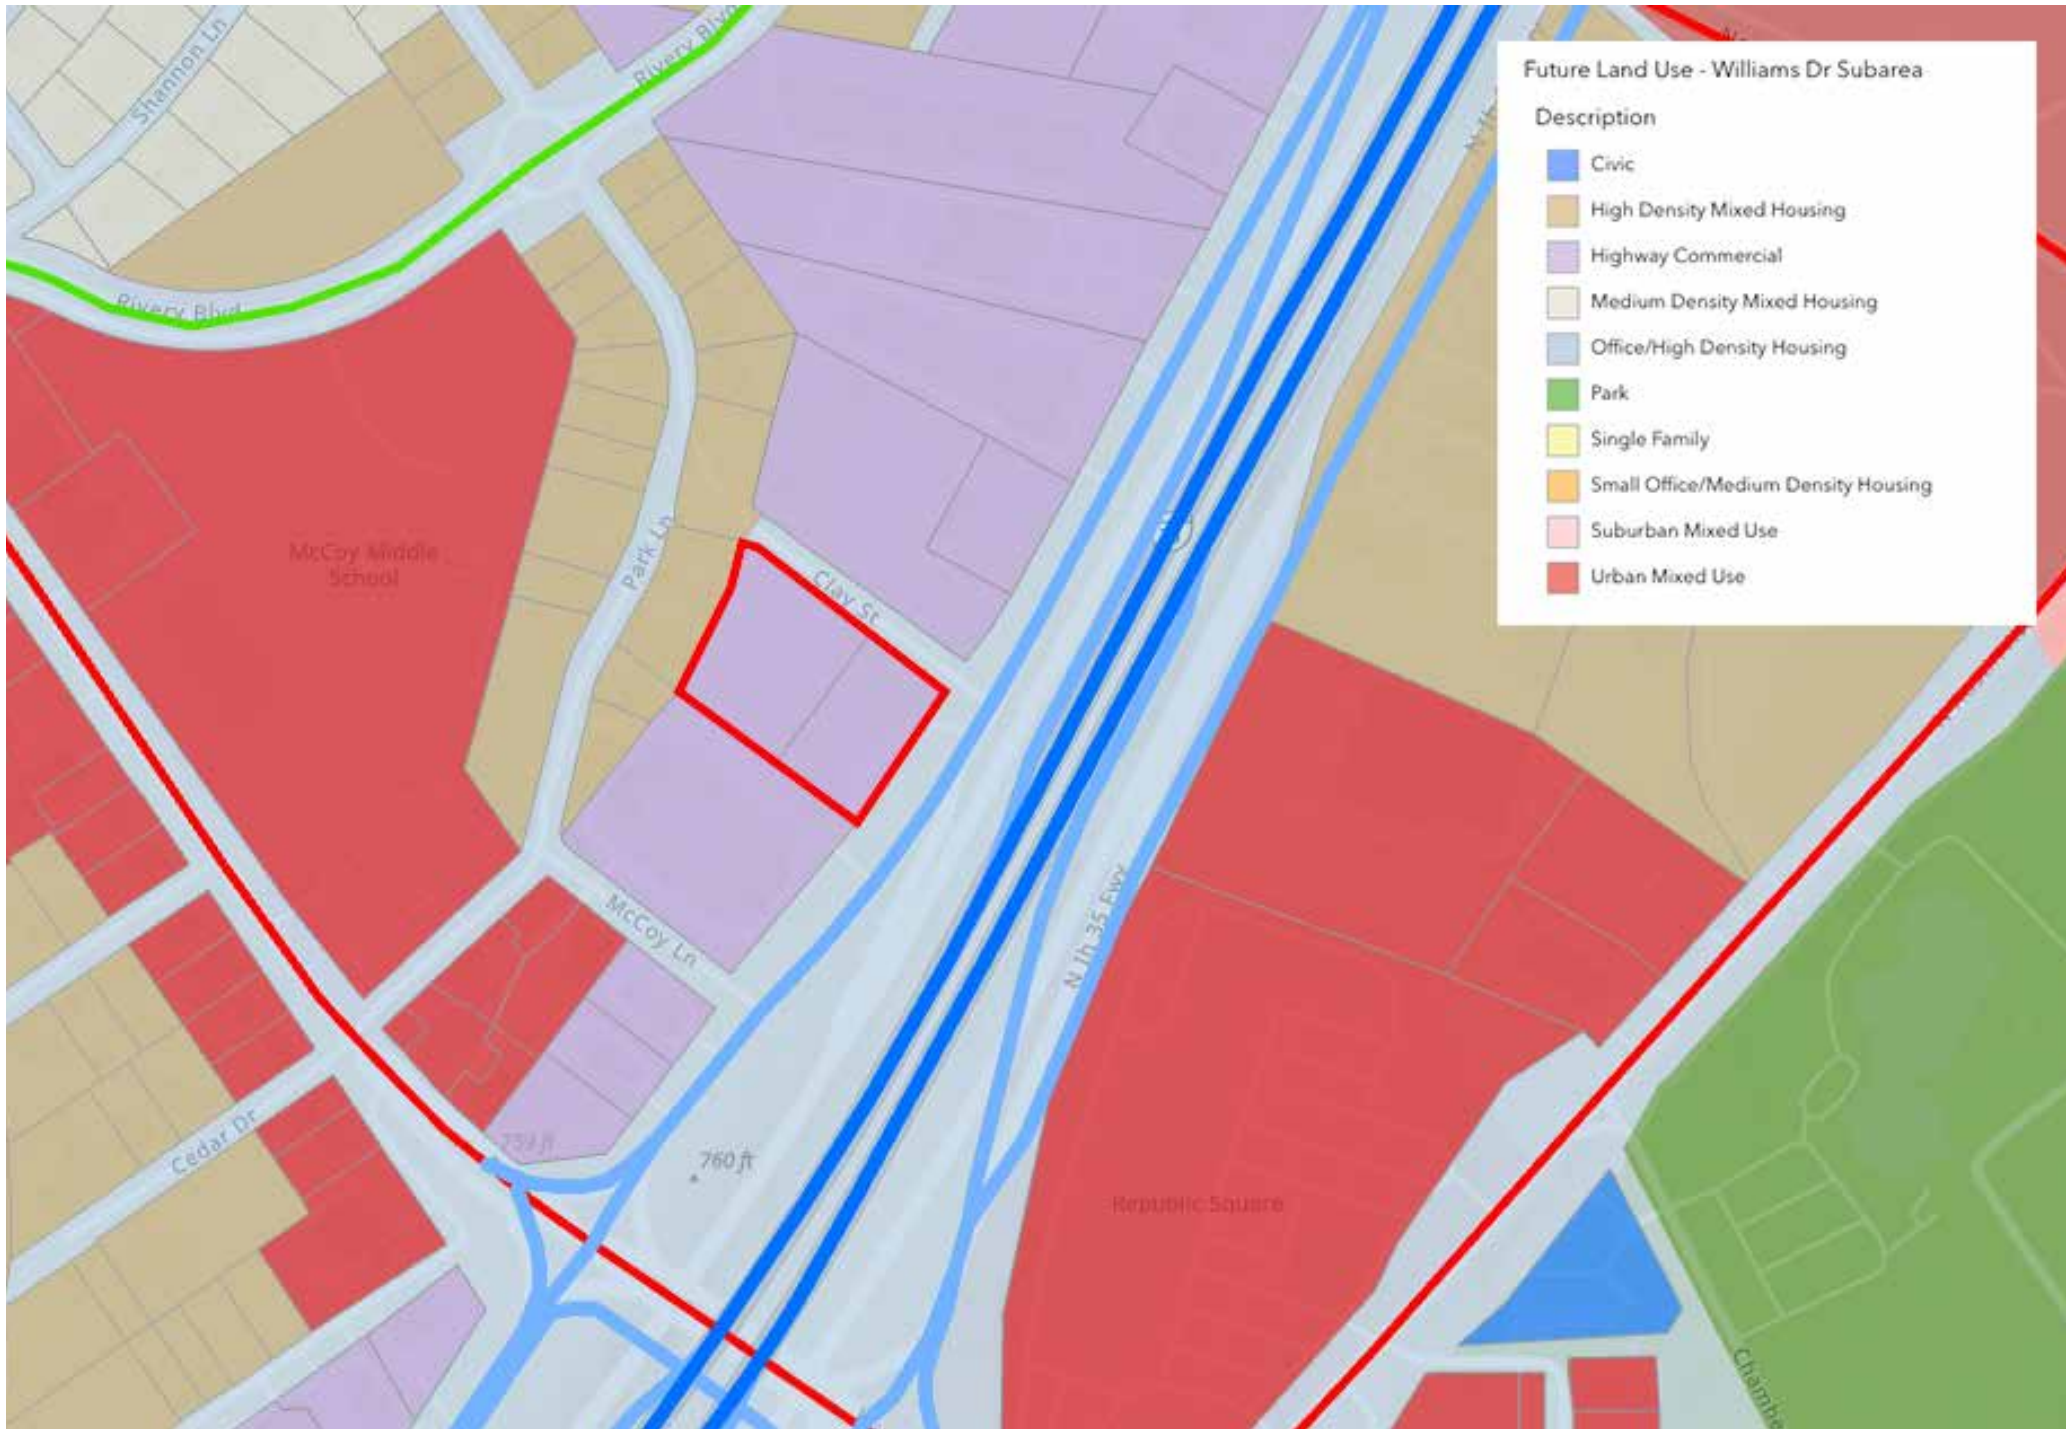 Shannon Ln
Rivery Blvd
Future Land Use - Williams Dr Subarea
Description
Civic
High Density Mixed Housing
Highway Commercial
Medium Density Mixed Housing
Office/High Density Housing
Park
Single Family
Small Office/Medium Density Housing
Suburban Mixed Use
Urban Mixed Use
Rivery Blvd
McCoy Middle
School
Park Ln
Clay St
McCoy Ln
N Ih 35 Fwy
Cedar Dr
759 ft
760 ft
Republic Square
Chambe